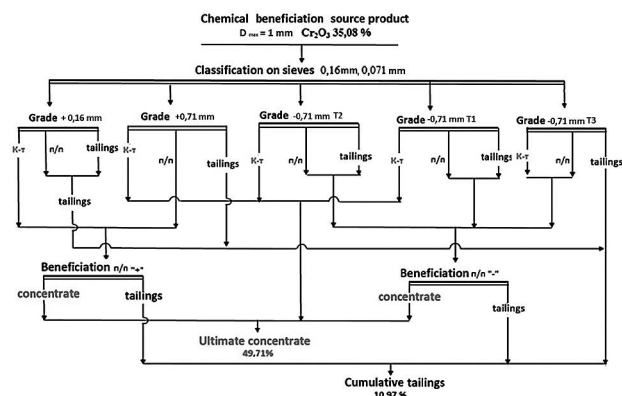 Chemical beneficiation source product
D max = 1 mm Cr₂O₃ 35,08 %
Classification on sieves 0,16mm, 0,071 mm
Grade + 0,16 mm
Grade +0,71 mm
Grade -0,71 mm T2
Grade -0,71 mm T1
Grade -0,71 mm T3
К-т
n/n
tailings
К-т
n/n
tailings
К-т
n/n
tailings
К-т
n/n
tailings
К-т
n/n
tailings
tailings
Beneficiation n/n "+"
Beneficiation n/n "-"
concentrate
tailings
concentrate
tailings
Ultimate concentrate
49,71%
Cumulative tailings
10,97 %